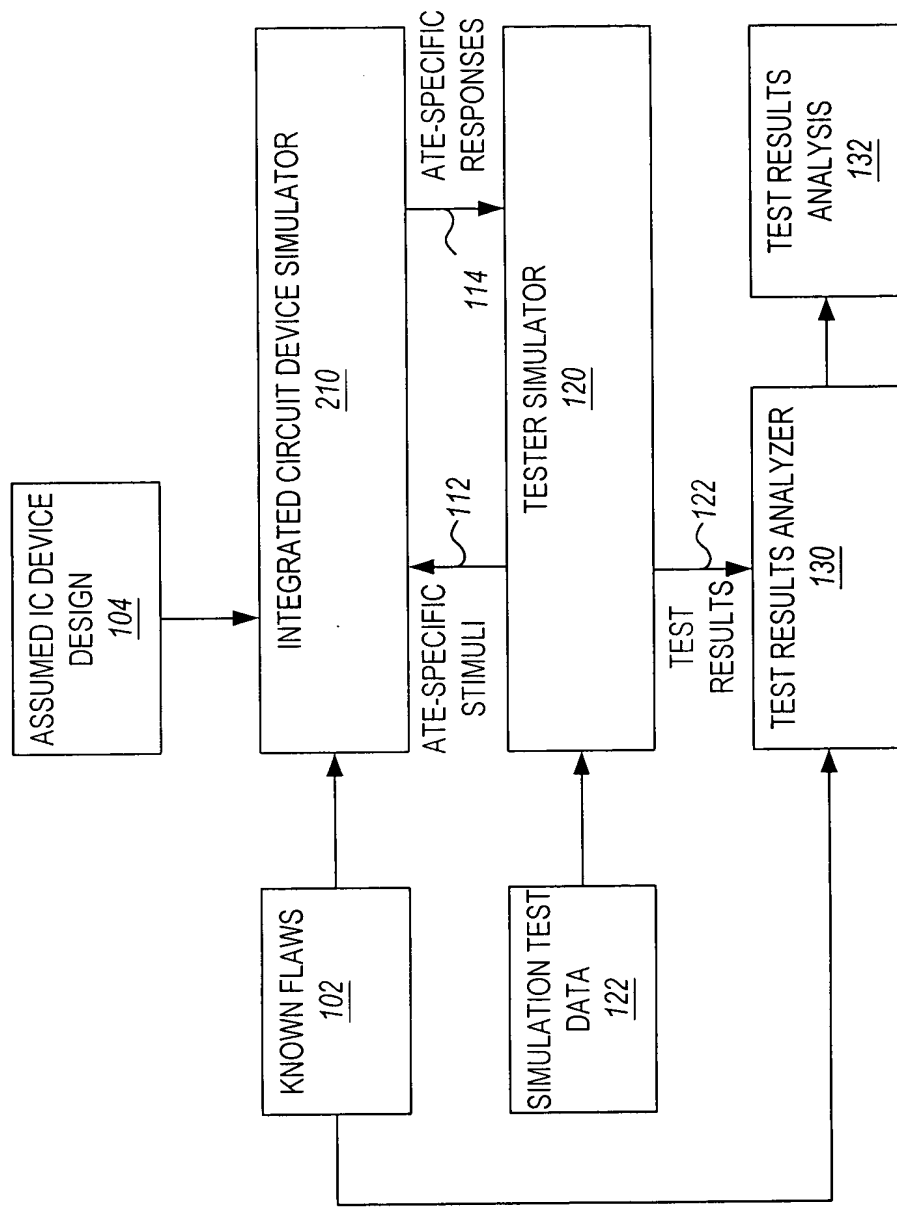 ASSUMED IC DEVICE
DESIGN
104
KNOWN FLAWS
102
INTEGRATED CIRCUIT DEVICE SIMULATOR
210
ATE-SPECIFIC
STIMULI
112
114
ATE-SPECIFIC
RESPONSES
SIMULATION TEST
DATA
122
TESTER SIMULATOR
120
TEST
RESULTS
122
TEST RESULTS ANALYZER
130
TEST RESULTS
ANALYSIS
132